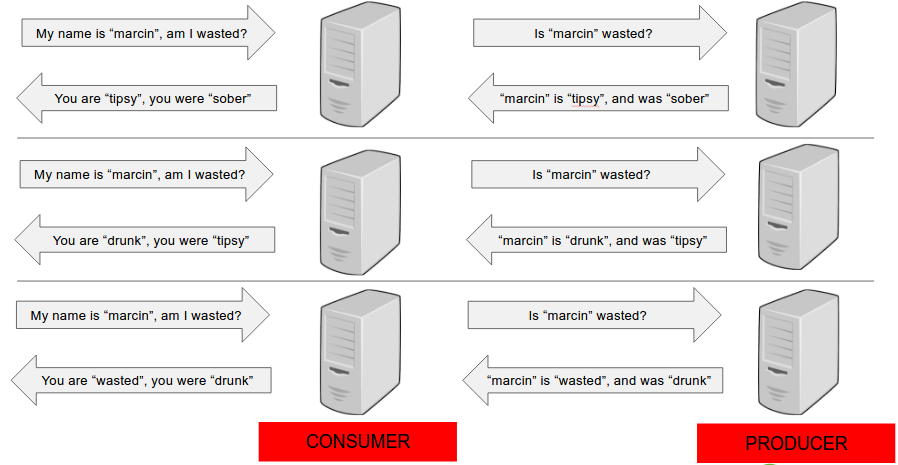 My name is “marcin”, am I wasted?
Is “marcin” wasted?
You are “tipsy”, you were “sober”
“marcin” is “tipsy”, and was “sober”
My name is “marcin”, am I wasted?
Is “marcin” wasted?
You are “drunk”, you were “tipsy”
“marcin” is “drunk”, and was “tipsy”
My name is “marcin”, am I wasted?
Is “marcin” wasted?
You are “wasted”, you were “drunk”
“marcin” is “wasted”, and was “drunk”
CONSUMER
PRODUCER